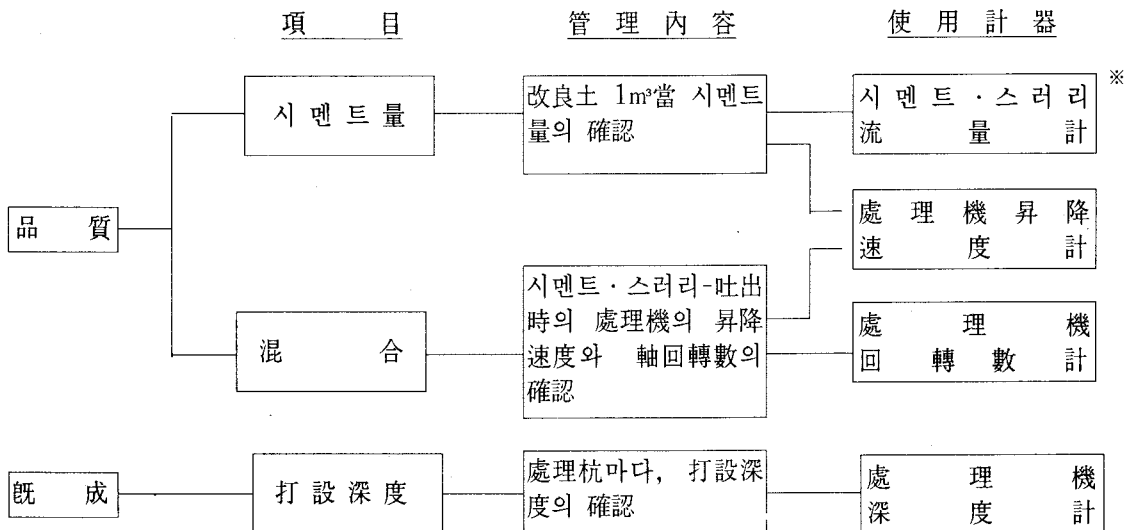 項 目
管 理 內 容
使 用 計 器
시 멘 트 量
改良土 1m³當 시멘트
量의 確認
시 멘 트 · 스 러 리
流 量 計
※
品 質
處 理 機 昇 降
速 度 計
混 合
시멘트 · 스러리-吐出
時의 處理機의 昇降
速度와 軸回轉數의
確認
處 理 機
回 轉 數 計
旣 成
打 設 深 度
處理杭마다, 打設深
度의 確認
處 理 機
深 度 計